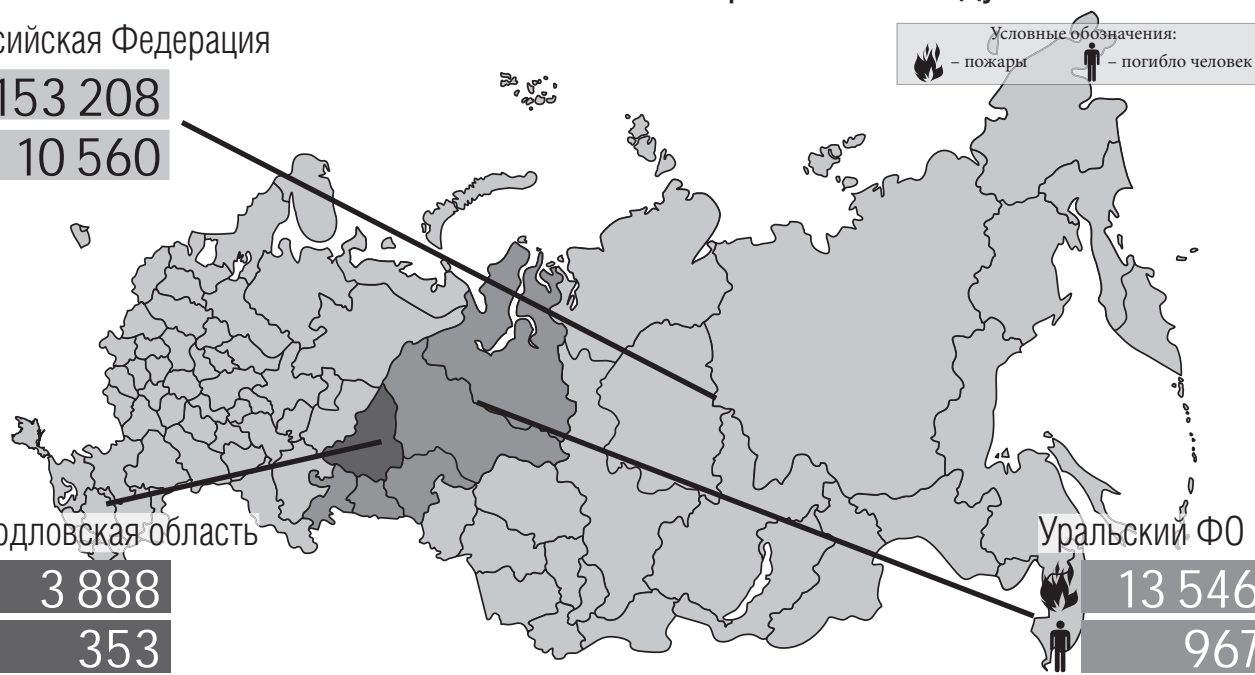 сийская Федерация
153 208
10 560
Условные обозначения:
– пожары – погибло человек
рдловская область
3 888
353
Уральский ФО
13 546
967